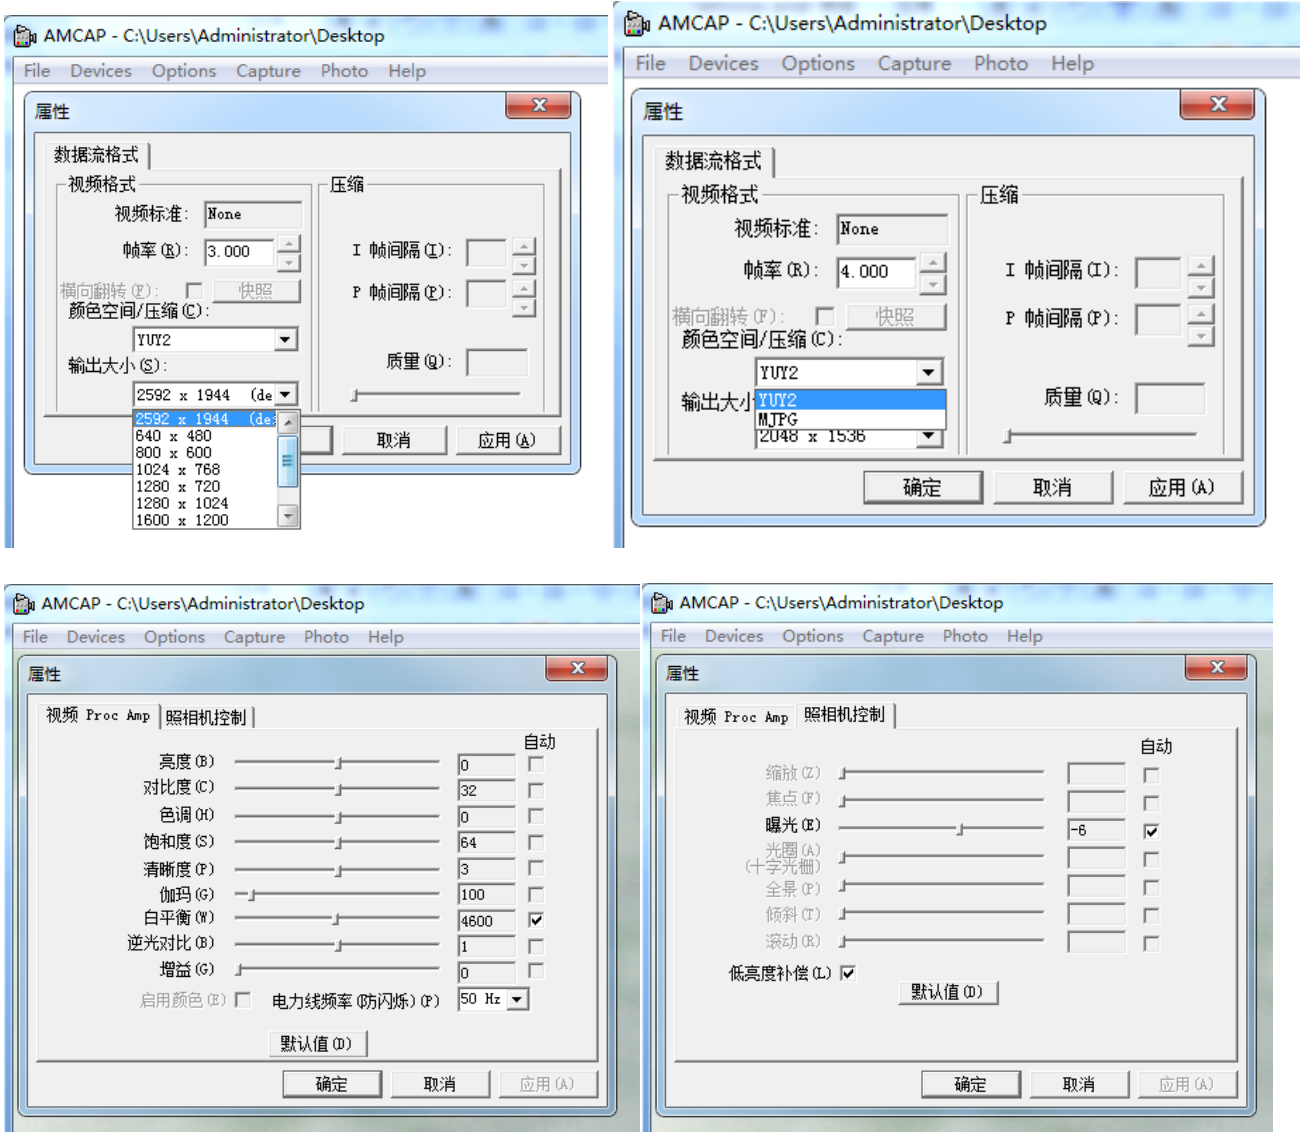 AMCAP - C:\Users\Administrator\Desktop
File Devices Options Capture Photo Help
属性
数据流格式
视频格式
视频标准: None
帧率(R): 3.000
横向翻转(F): 快照
颜色空间/压缩(C):
YUY2
输出大小(S):
2592 x 1944 (de
2592 x 1944 (de
640 x 480
800 x 600
1024 x 768
1280 x 720
1280 x 1024
1600 x 1200
压缩
I 帧间隔(I):
P 帧间隔(P):
质量(Q):
取消 应用(A)
AMCAP - C:\Users\Administrator\Desktop
File Devices Options Capture Photo Help
属性
数据流格式
视频格式
视频标准: None
帧率(R): 4.000
横向翻转(F): 快照
颜色空间/压缩(C):
YUY2
YUY2
MJPG
输出大小
2048 x 1536
压缩
I 帧间隔(I):
P 帧间隔(P):
质量(Q):
确定 取消 应用(A)
AMCAP - C:\Users\Administrator\Desktop
File Devices Options Capture Photo Help
属性
视频 Proc Amp 照相机控制
自动
亮度(B) 0
对比度(C) 32
色调(H) 0
饱和度(S) 64
清晰度(P) 3
伽玛(G) 100
白平衡(W) 4600
逆光对比(B) 1
增益(G) 0
启用颜色(E) 电力线频率(防闪烁)(P) 50 Hz
默认值(D)
确定 取消 应用(A)
AMCAP - C:\Users\Administrator\Desktop
File Devices Options Capture Photo Help
属性
视频 Proc Amp 照相机控制
自动
缩放(Z)
焦点(F)
曝光(E) -6
光圈(A)
(十字光栅)
全景(P)
倾斜(T)
滚动(R)
低亮度补偿(L)
默认值(D)
确定 取消 应用(A)